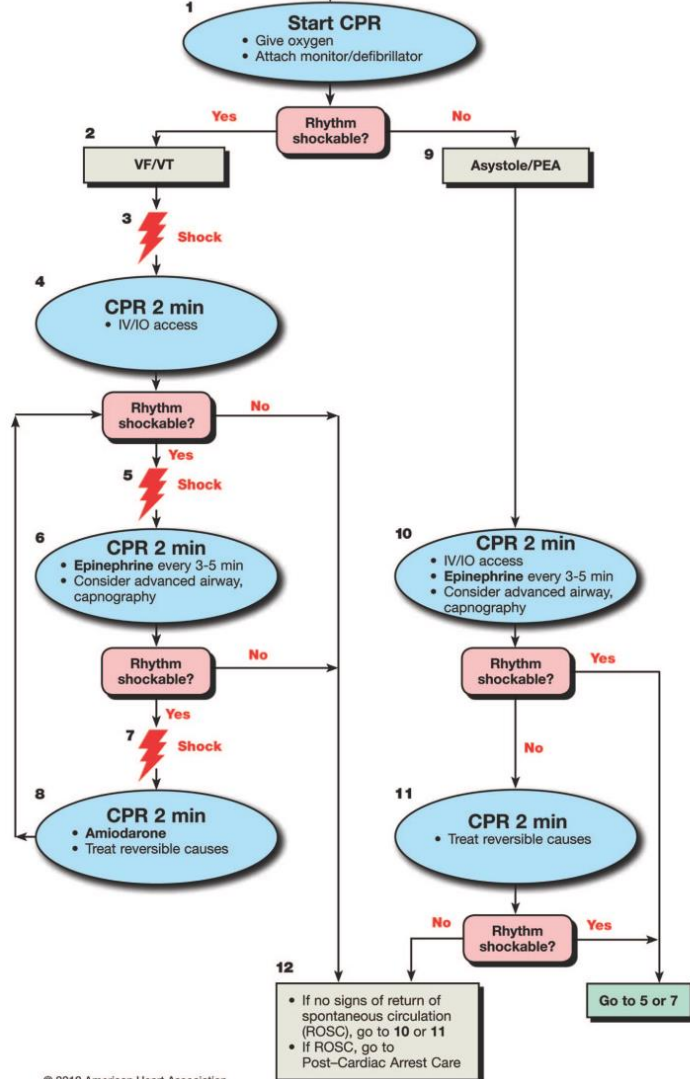 1
Start CPR
• Give oxygen
• Attach monitor/defibrillator
Rhythm
shockable?
Yes
No
2
VF/VT
9
Asystole/PEA
3
Shock
4
CPR 2 min
• IV/IO access
Rhythm
shockable?
No
Yes
5
Shock
6
CPR 2 min
• Epinephrine every 3-5 min
• Consider advanced airway,
capnography
Rhythm
shockable?
No
Yes
7
Shock
8
CPR 2 min
• Amiodarone
• Treat reversible causes
10
CPR 2 min
• IV/IO access
• Epinephrine every 3-5 min
• Consider advanced airway,
capnography
Rhythm
shockable?
Yes
No
11
CPR 2 min
• Treat reversible causes
Rhythm
shockable?
No
Yes
12
• If no signs of return of
spontaneous circulation
(ROSC), go to 10 or 11
• If ROSC, go to
Post–Cardiac Arrest Care
Go to 5 or 7
American Heart Association